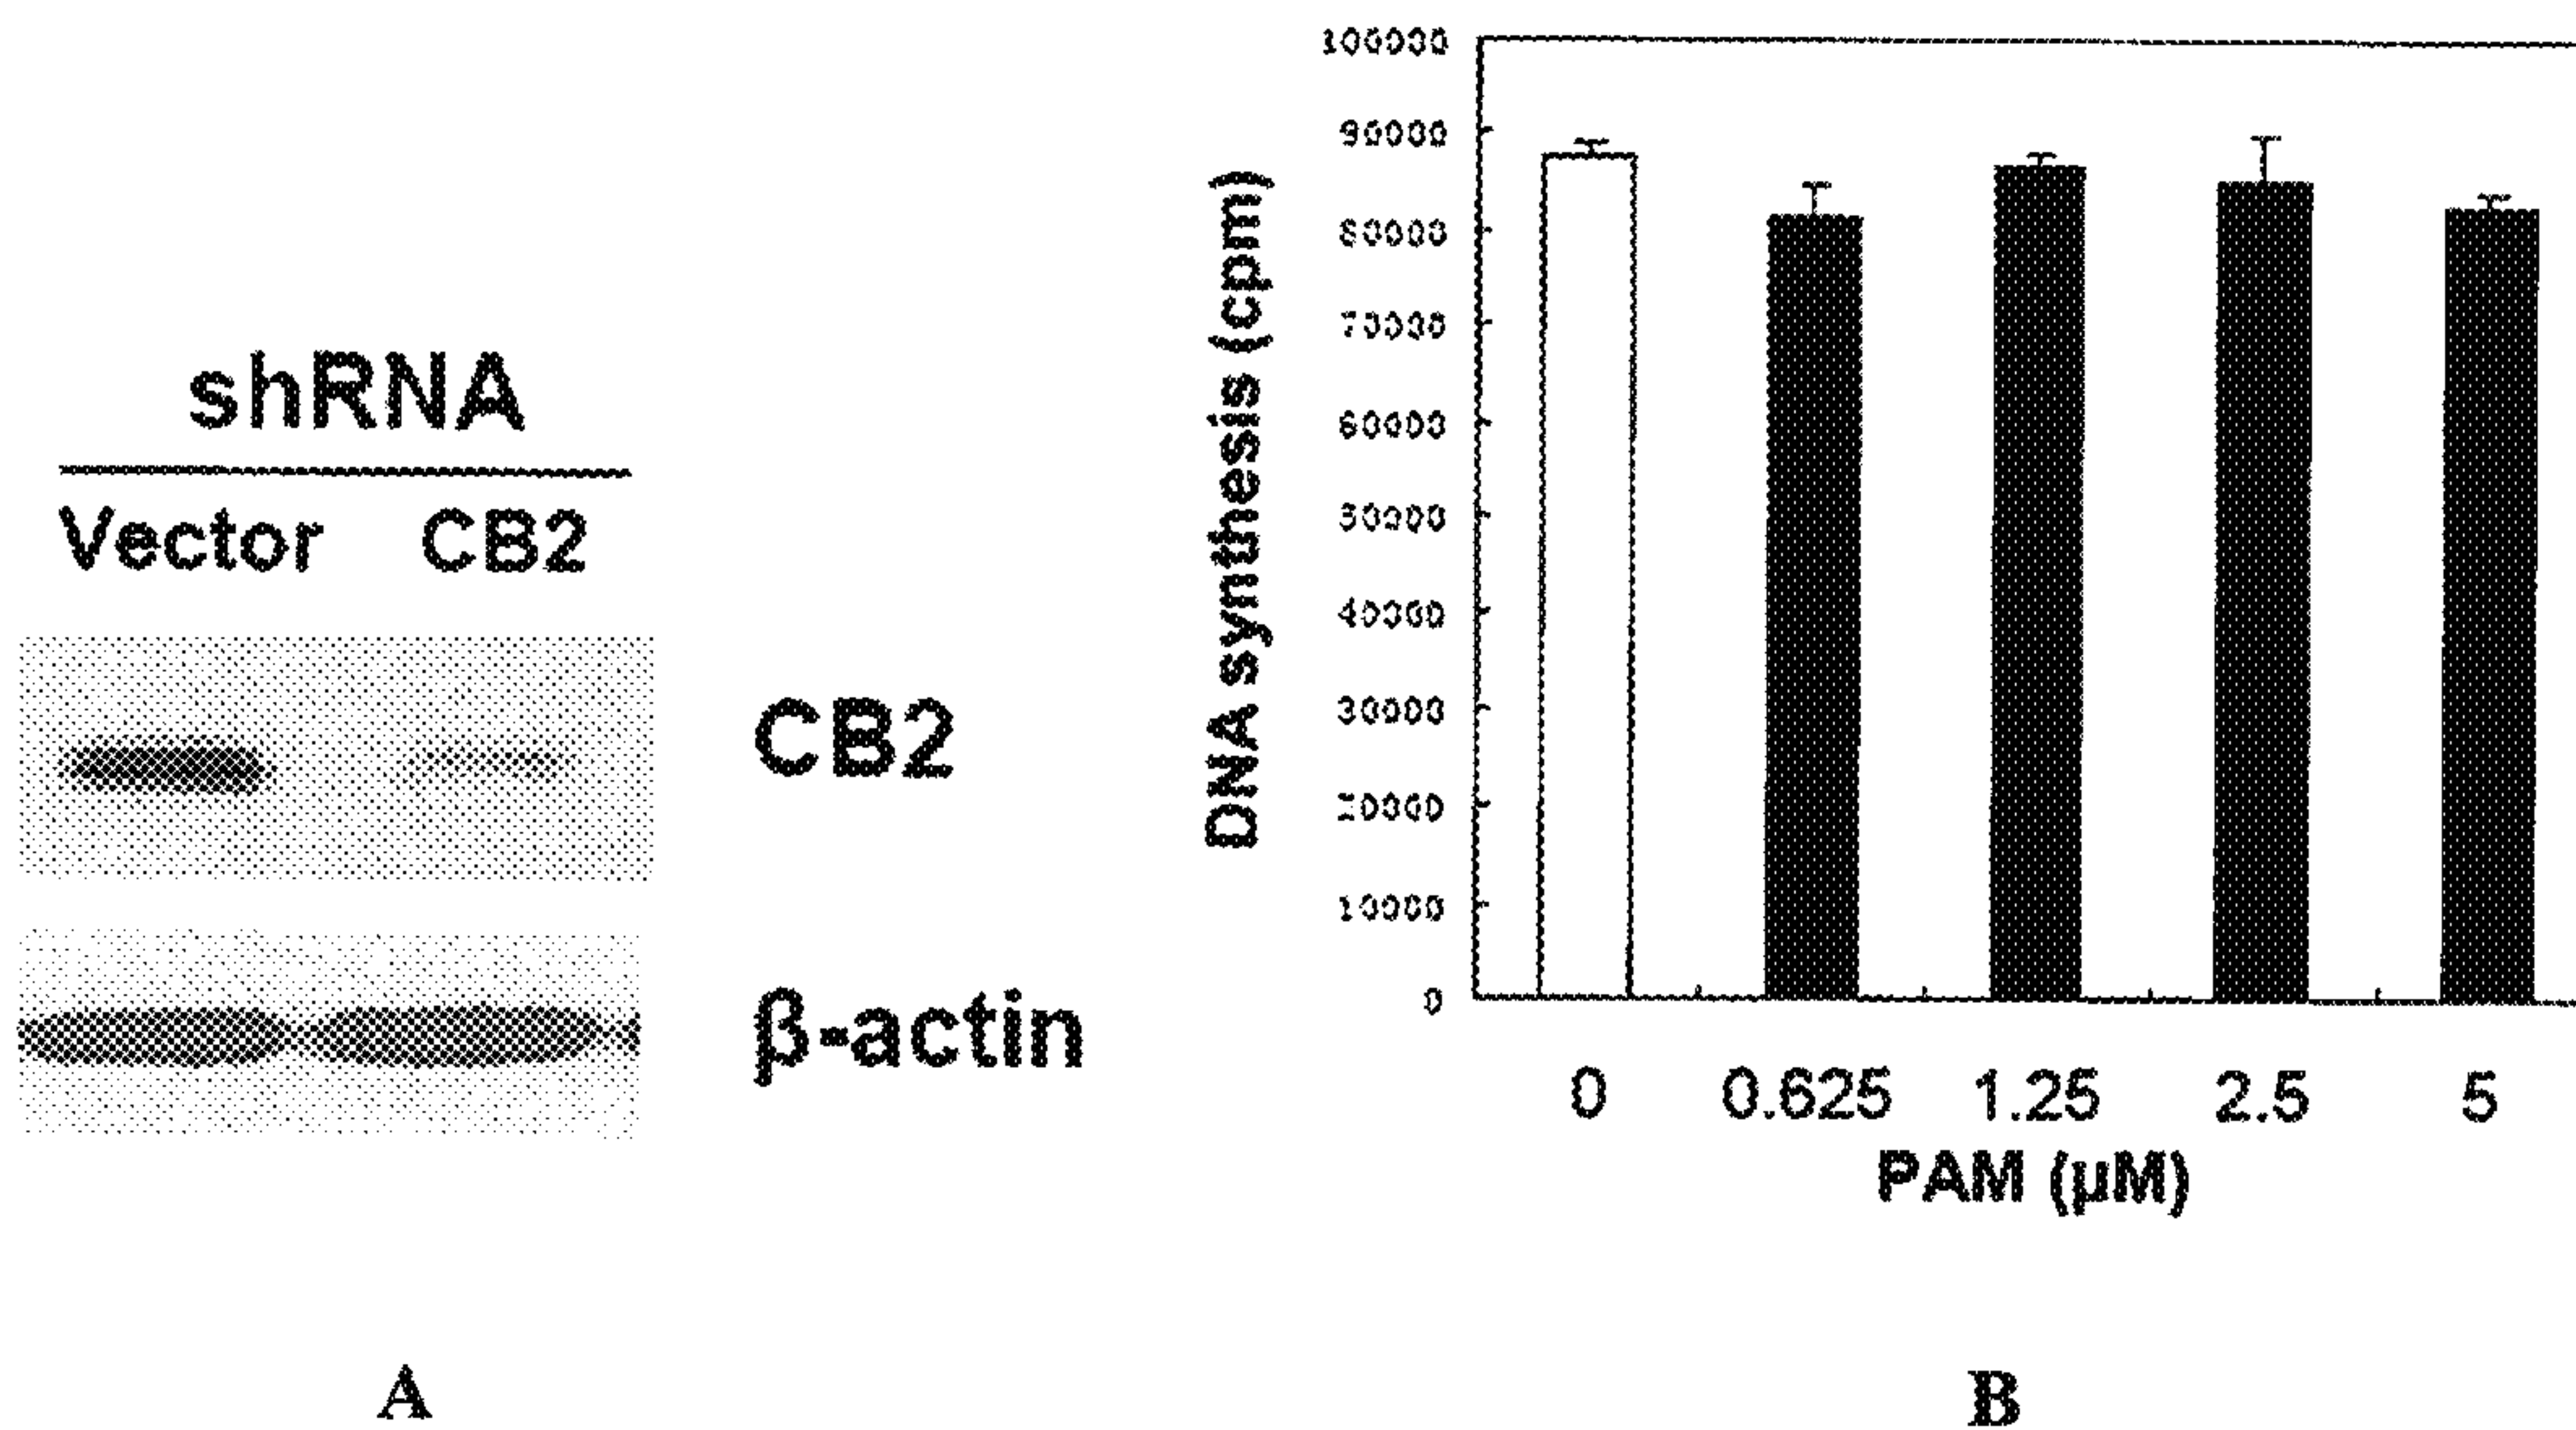 shRNA
Vector CB2
CB2
β-actin
A
DNA synthesis (cpm)
100000
90000
80000
70000
60000
50000
40000
30000
20000
10000
0
0 0.625 1.25 2.5 5
PAM (µM)
B